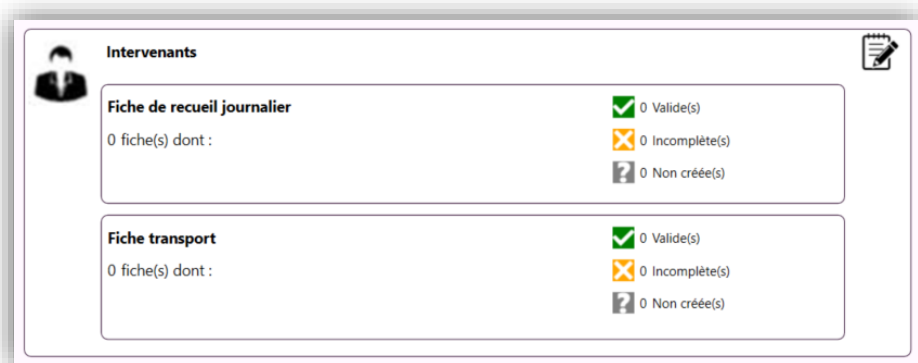 Intervenants
Fiche de recueil journalier
0 Valide(s)
0 fiche(s) dont :
0 Incomplète(s)
0 Non créée(s)
Fiche transport
0 Valide(s)
0 fiche(s) dont :
0 Incomplète(s)
0 Non créée(s)